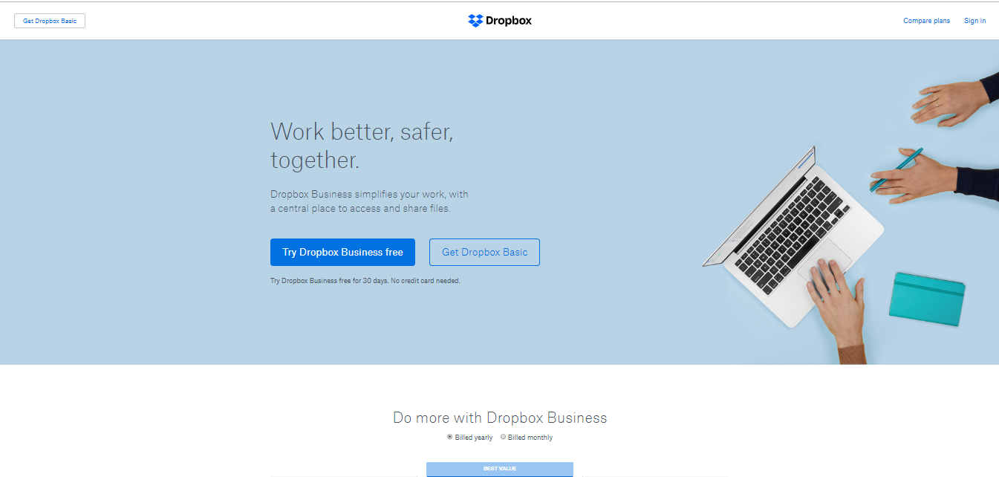 Get Dropbox Basic
Dropbox
Compare plans
Sign in
Work better, safer,
together.
Dropbox Business simplifies your work, with
a central place to access and share files.
Try Dropbox Business free
Get Dropbox Basic
Try Dropbox Business free for 30 days. No credit card needed.
Do more with Dropbox Business
Billed yearly
Billed monthly
BEST VALUE